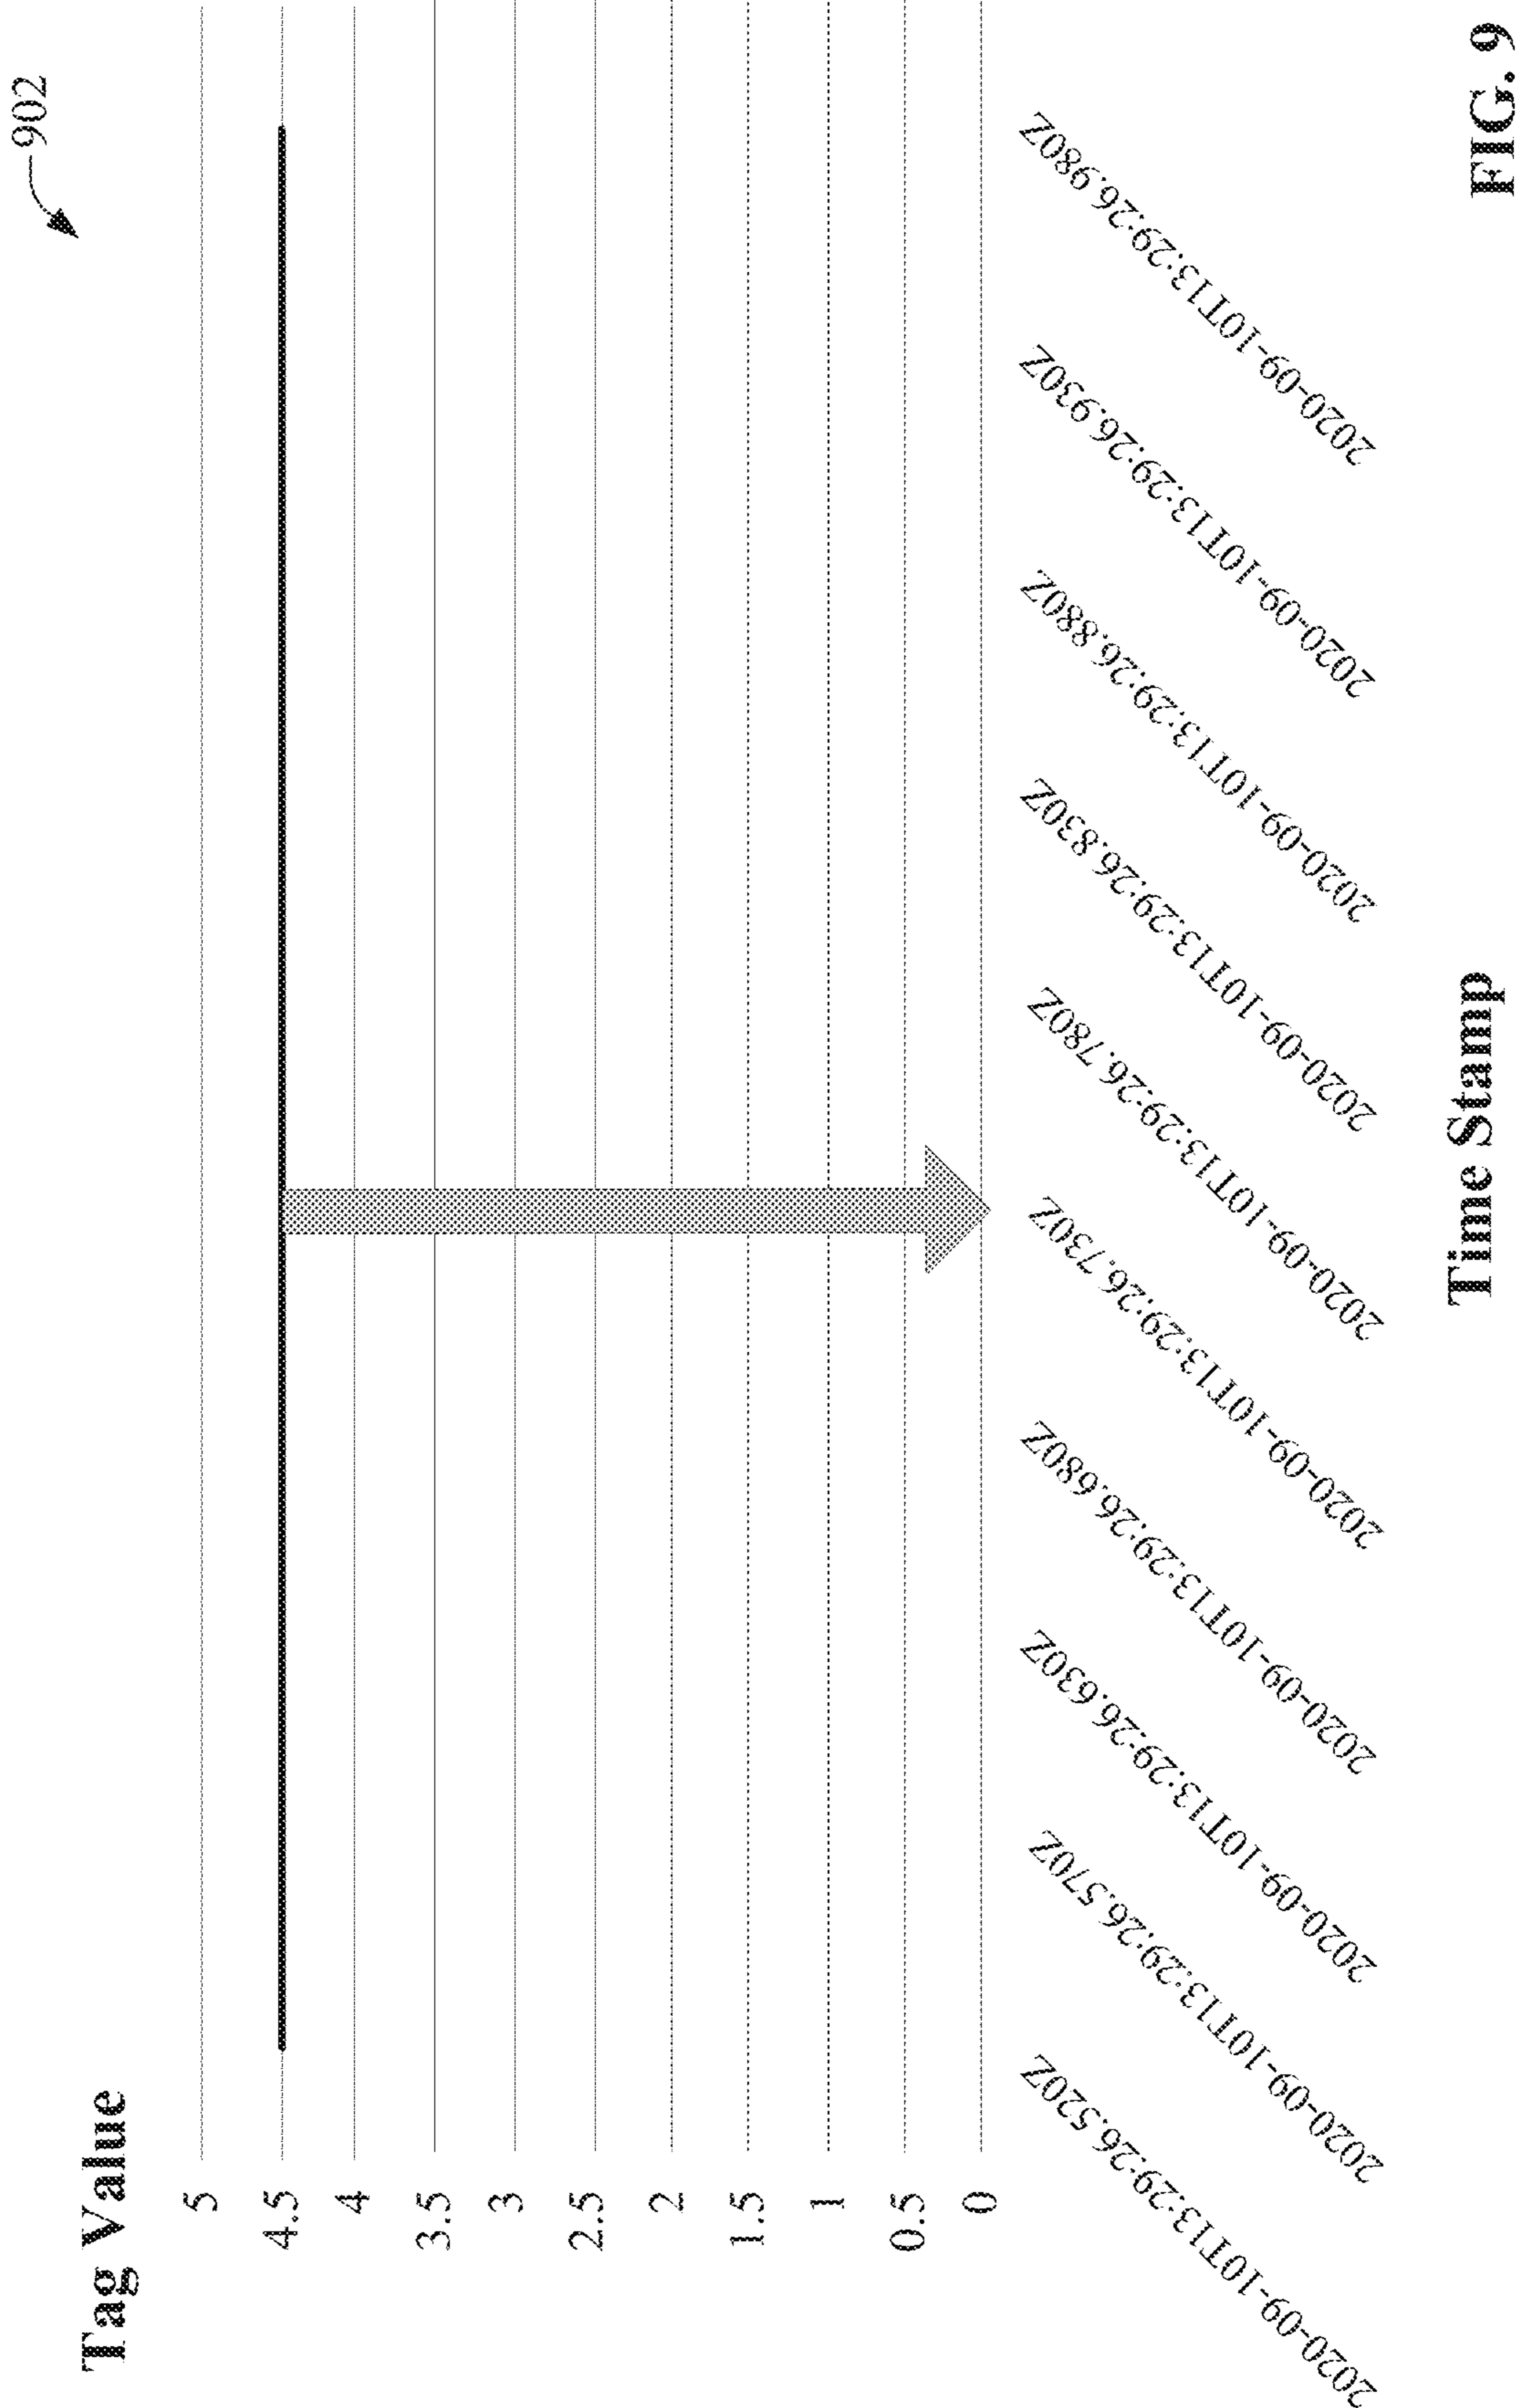 902
Tag Value
5
4.5
4
3.5
3
2.5
2
1.5
1
0.5
0
2020-09-10T13:29:26.520Z
2020-09-10T13:29:26.570Z
2020-09-10T13:29:26.630Z
2020-09-10T13:29:26.680Z
2020-09-10T13:29:26.730Z
2020-09-10T13:29:26.780Z
2020-09-10T13:29:26.830Z
2020-09-10T13:29:26.880Z
2020-09-10T13:29:26.930Z
2020-09-10T13:29:26.980Z
Time Stamp
FIG. 9